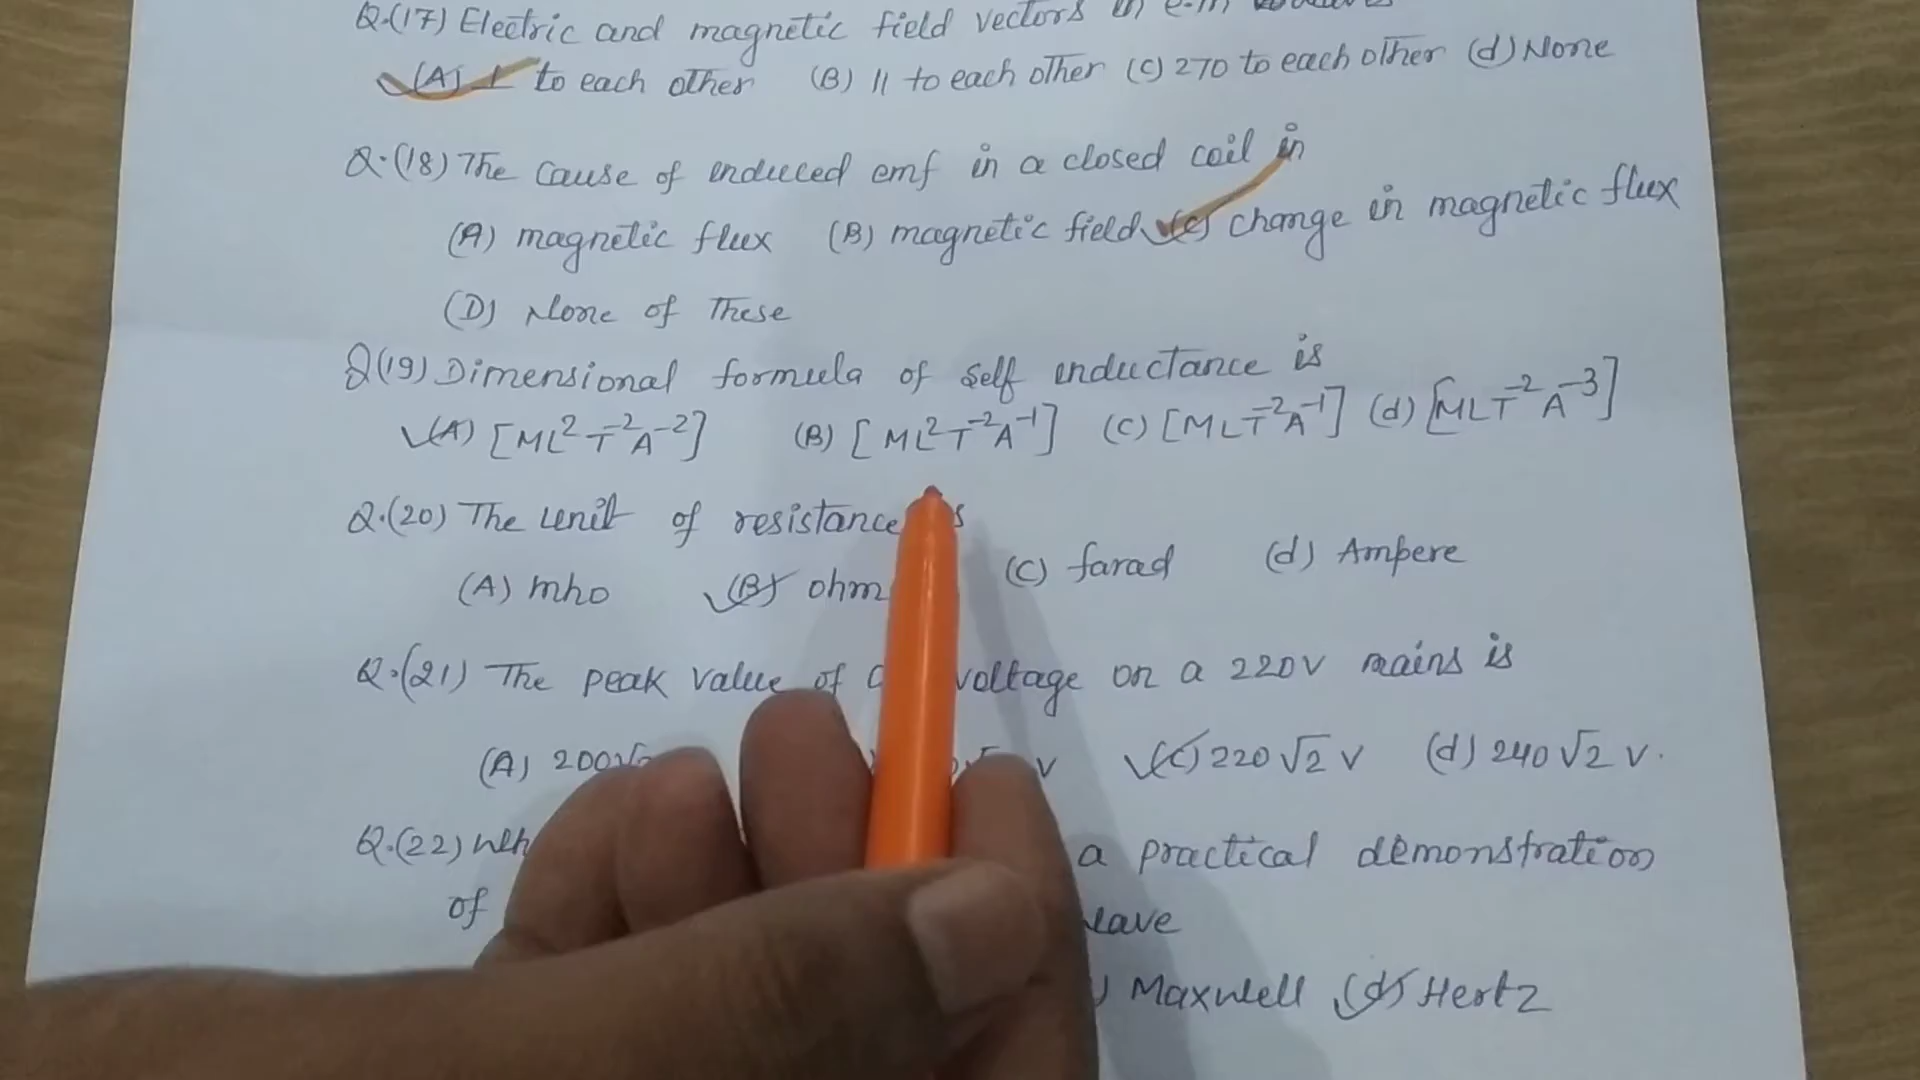 Q.(17) Electric and magnetic field vectors in e-m
(A) ⊥ to each other (B) || to each other (C) 270 to each other (d) None
Q.(18) The cause of induced emf in a closed coil in
(A) magnetic flux (B) magnetic field (C) change in magnetic flux
(D) None of These
Q(19) Dimensional formula of self inductance is
(A) [ML²T⁻²A⁻²] (B) [ML²T⁻²A⁻¹] (C) [MLT⁻²A⁻¹] (d) [MLT⁻²A⁻³]
Q.(20) The unit of resistance
(A) mho (B) ohm (C) farad (d) Ampere
Q.(21) The peak value of voltage on a 220V mains is
(A) 200√ V (C) 220√2 V (d) 240√2 V.
Q.(22) a practical demonstration
of
Maxwell (d) Hertz